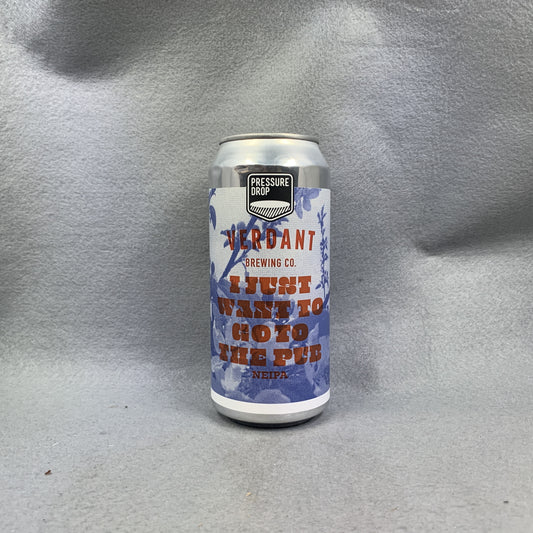 PRESSURE
DROP
VERDANT
BREWING CO.
I JUST
WANT TO
GO TO
THE PUB
NEIPA